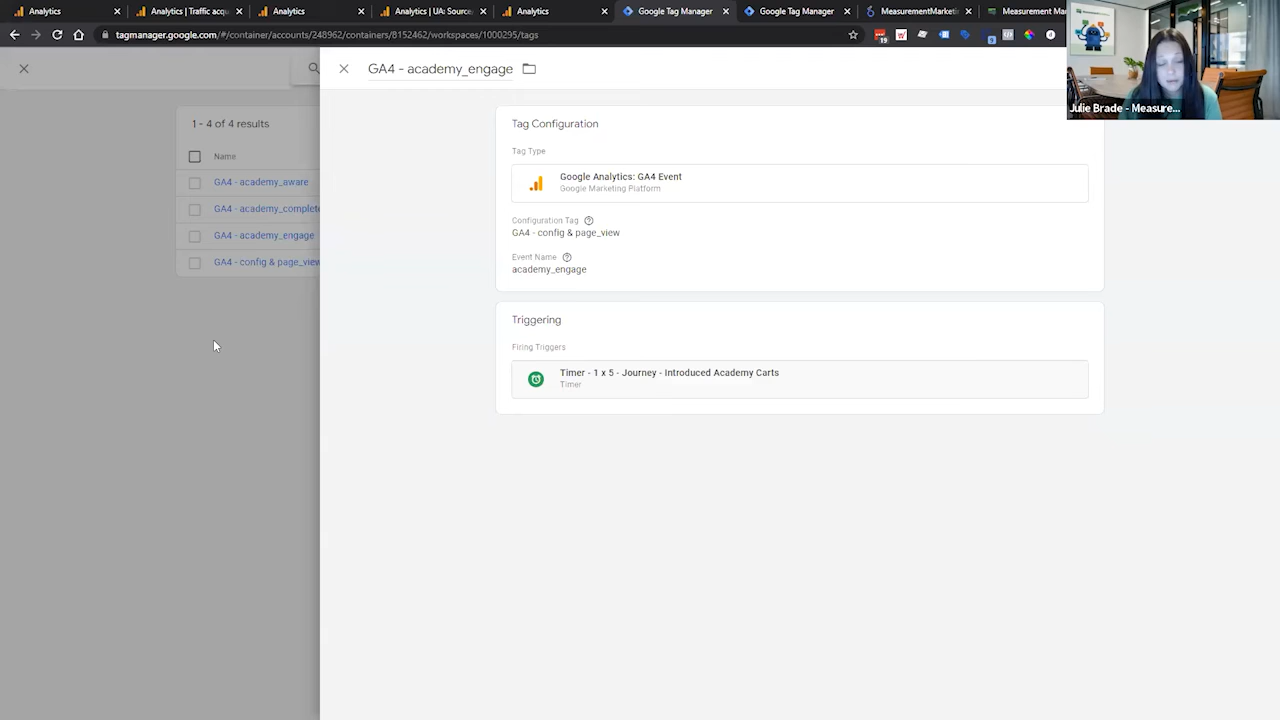 Analytics
Analytics | Traffic acqu
Analytics
Analytics | UA: Source
Analytics
Google Tag Manager
Google Tag Manager
MeasurementMarketin
Measurement Ma
tagmanager.google.com/#/container/accounts/248962/containers/8152462/workspaces/1000295/tags
GA4 - academy_engage
Julie Brade - Measure...
1 - 4 of 4 results
Name
GA4 - academy_aware
GA4 - academy_complete
GA4 - academy_engage
GA4 - config & page_view
Tag Configuration
Tag Type
Google Analytics: GA4 Event
Google Marketing Platform
Configuration Tag
GA4 - config & page_view
Event Name
academy_engage
Triggering
Firing Triggers
Timer - 1 x 5 - Journey - Introduced Academy Carts
Timer